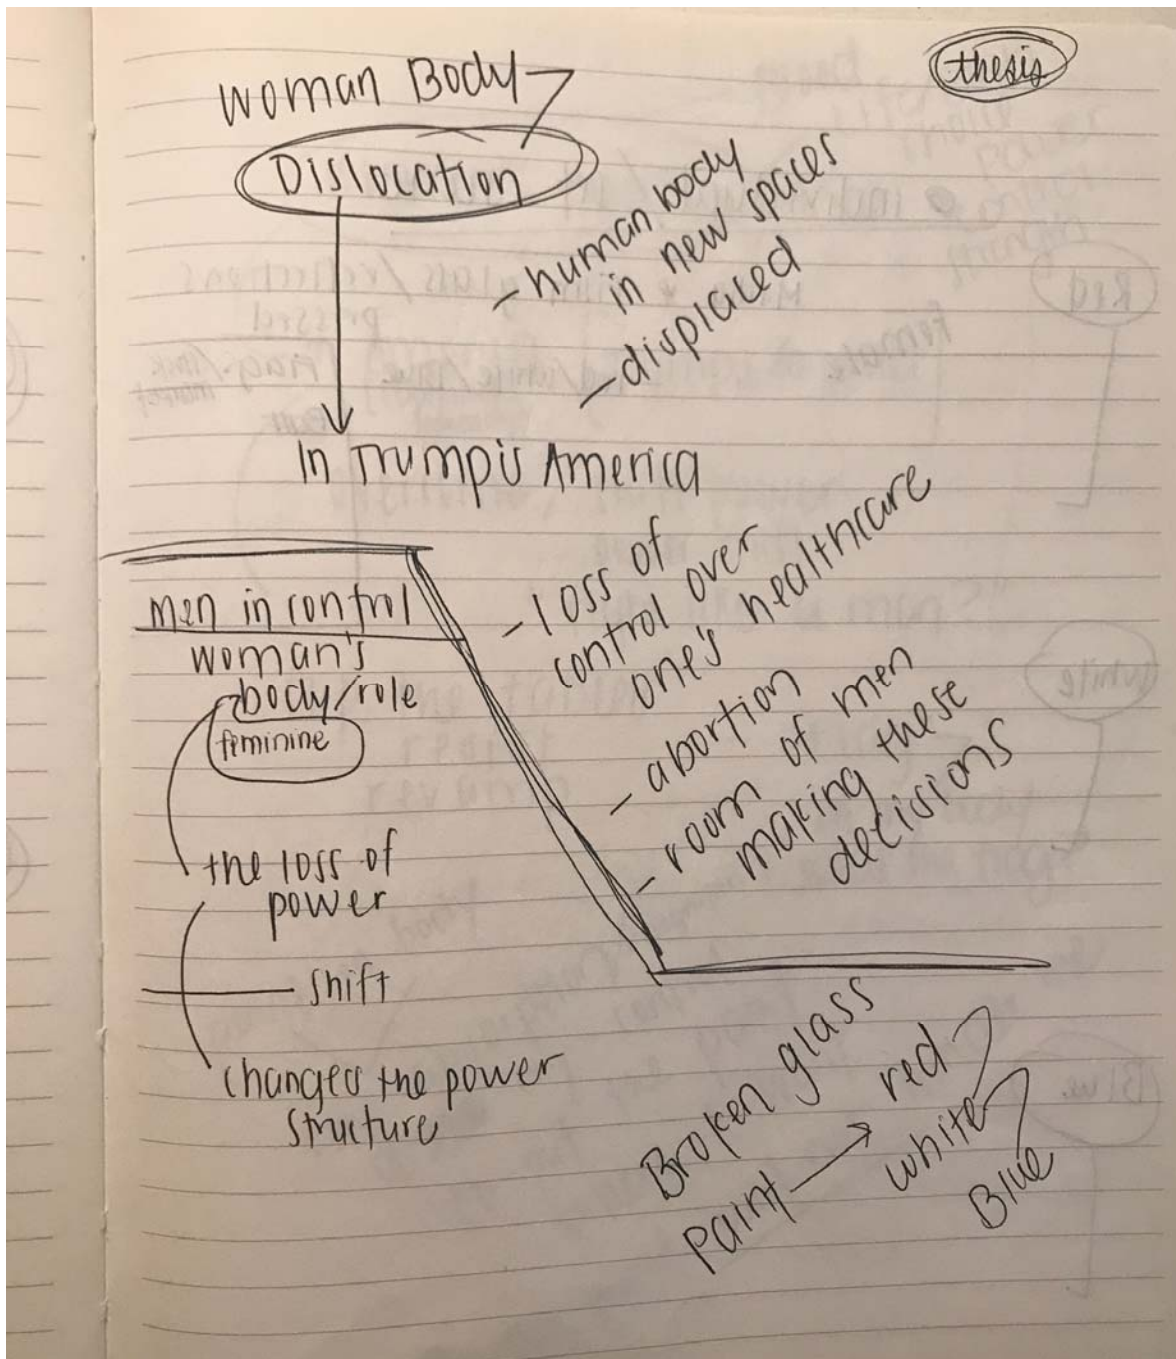 thesis
Woman Body
Dislocation
- human body
in new spaces
- displaced
In Trump's America
men in control
woman's
body/role
feminine
the loss of
power
shift
changes the power
structure
- loss of
control over
one's healthcare
- abortion
- room of men
making these
decisions
Broken glass
paint → red
white
Blue